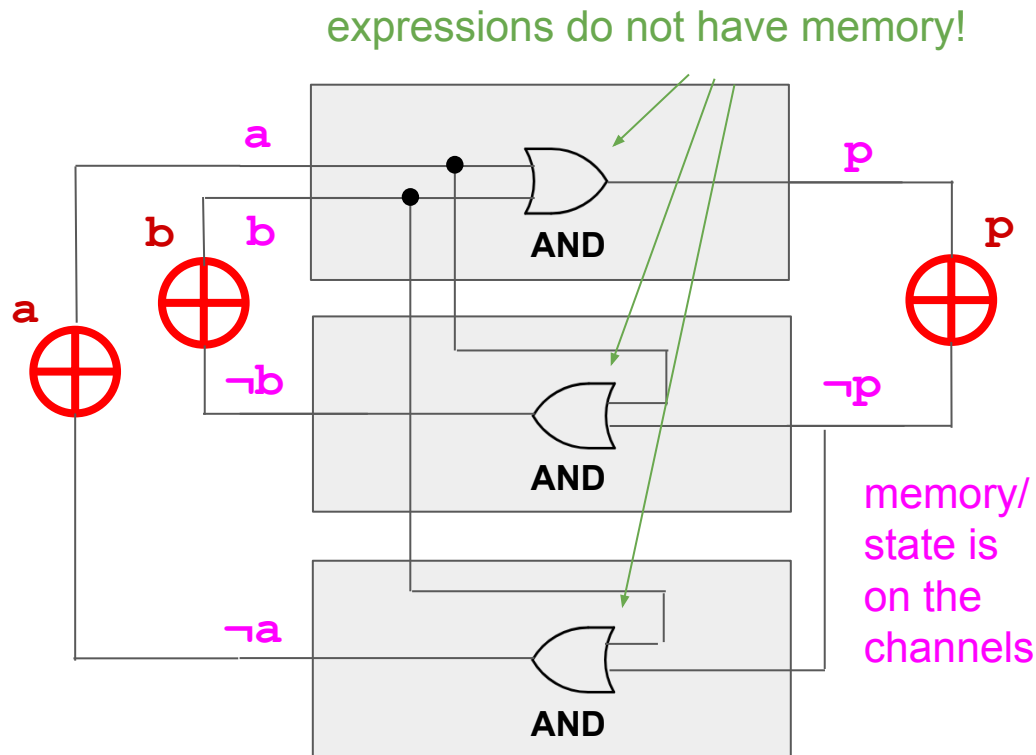 expressions do not have memory!
a
p
b
b
p
AND
a
¬b
¬p
AND
memory/
state is
on the
channels
¬a
AND